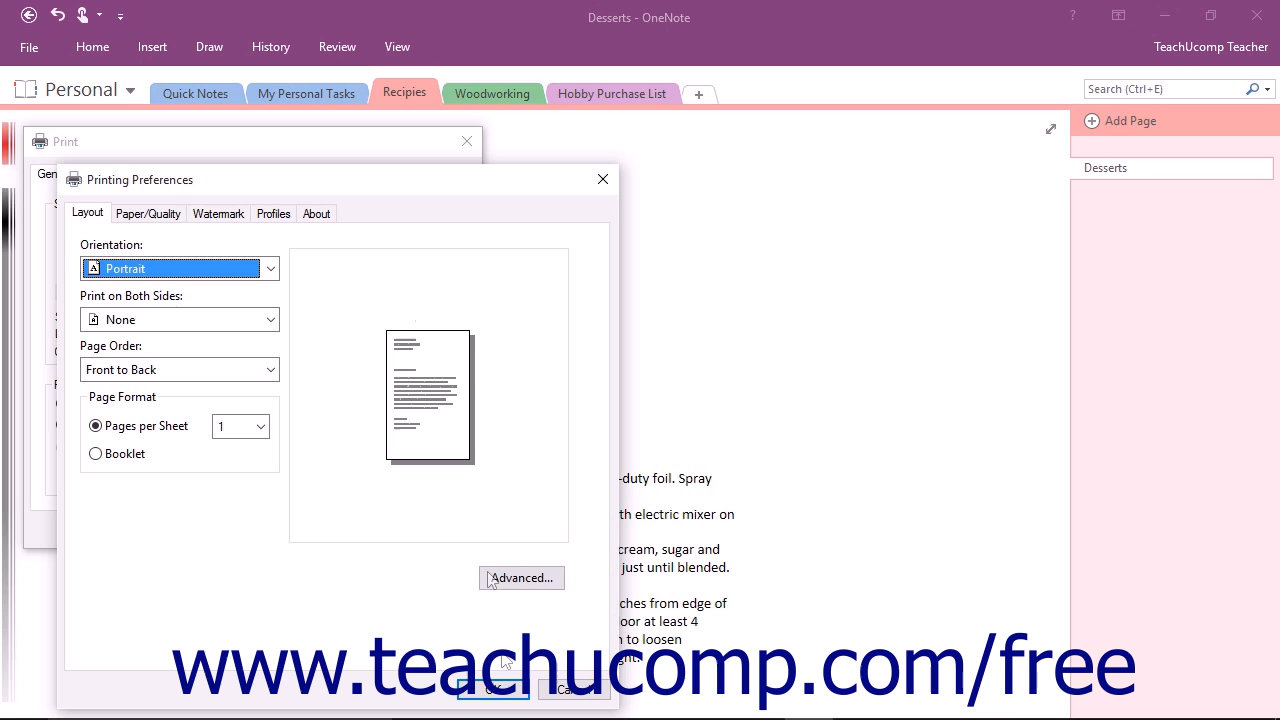 Desserts - OneNote
?
File Home Insert Draw History Review View TeachUcomp Teacher
Personal Quick Notes My Personal Tasks Recipies Woodworking Hobby Purchase List + Search (Ctrl+E)
Add Page
Desserts
Print
Gen
Printing Preferences
Layout Paper/Quality Watermark Profiles About
Orientation:
Portrait
Print on Both Sides:
None
Page Order:
Front to Back
Page Format
Pages per Sheet 1
Booklet
-duty foil. Spray
th electric mixer on
cream, sugar and
just until blended.
Advanced...
ches from edge of
oor at least 4
n to loosen
www.teachucomp.com/free